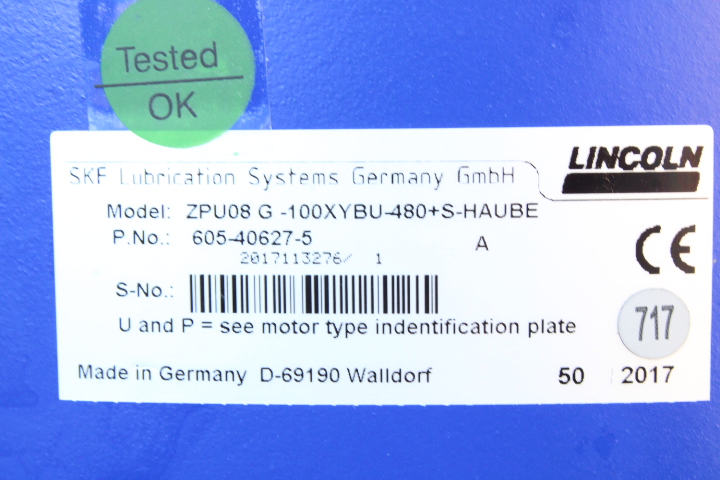 Tested
OK
LINCOLN
SKF Lubrication Systems Germany GmbH
Model: ZPU08 G -100XYBU-480+S-HAUBE
P.No.: 605-40627-5 A
CE
2017113276/ 1
S-No.:
U and P = see motor type indentification plate
717
Made in Germany D-69190 Walldorf 50 2017